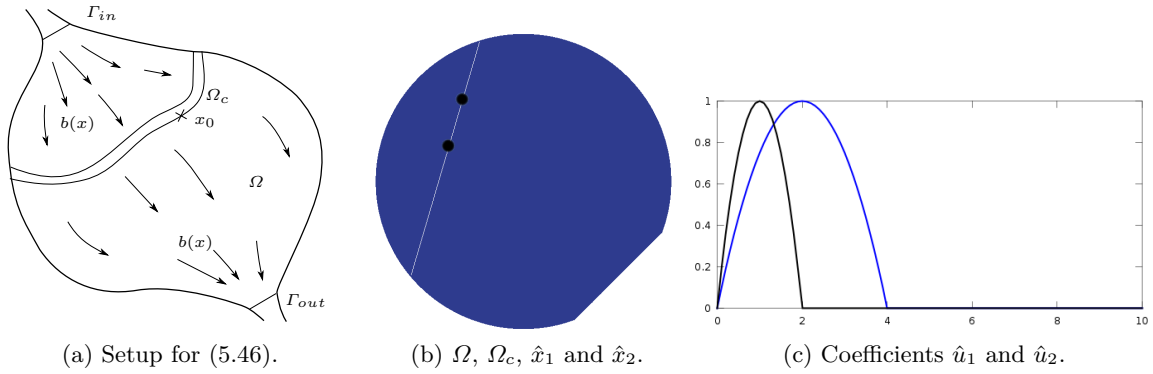 Γin
Ωc
b(x)
x0
Ω
b(x)
Γout
1
0.8
0.6
0.4
0.2
0
0 2 4 6 8 10
(a) Setup for (5.46).
(b) Ω, Ωc, x̂1 and x̂2.
(c) Coefficients û1 and û2.